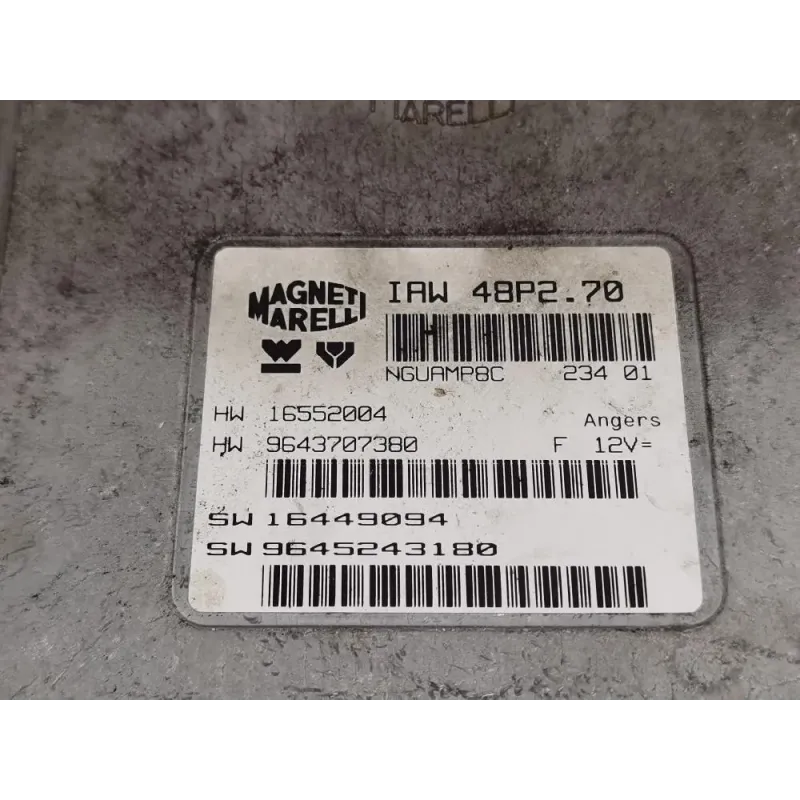 MARELLI
MAGNETI
MARELLI
IAW 48P2.70
NGUAMP8C 234 01
HW 16552004
Angers
HW 9643707380 F 12V=
SW 16449094
SW 9645243180